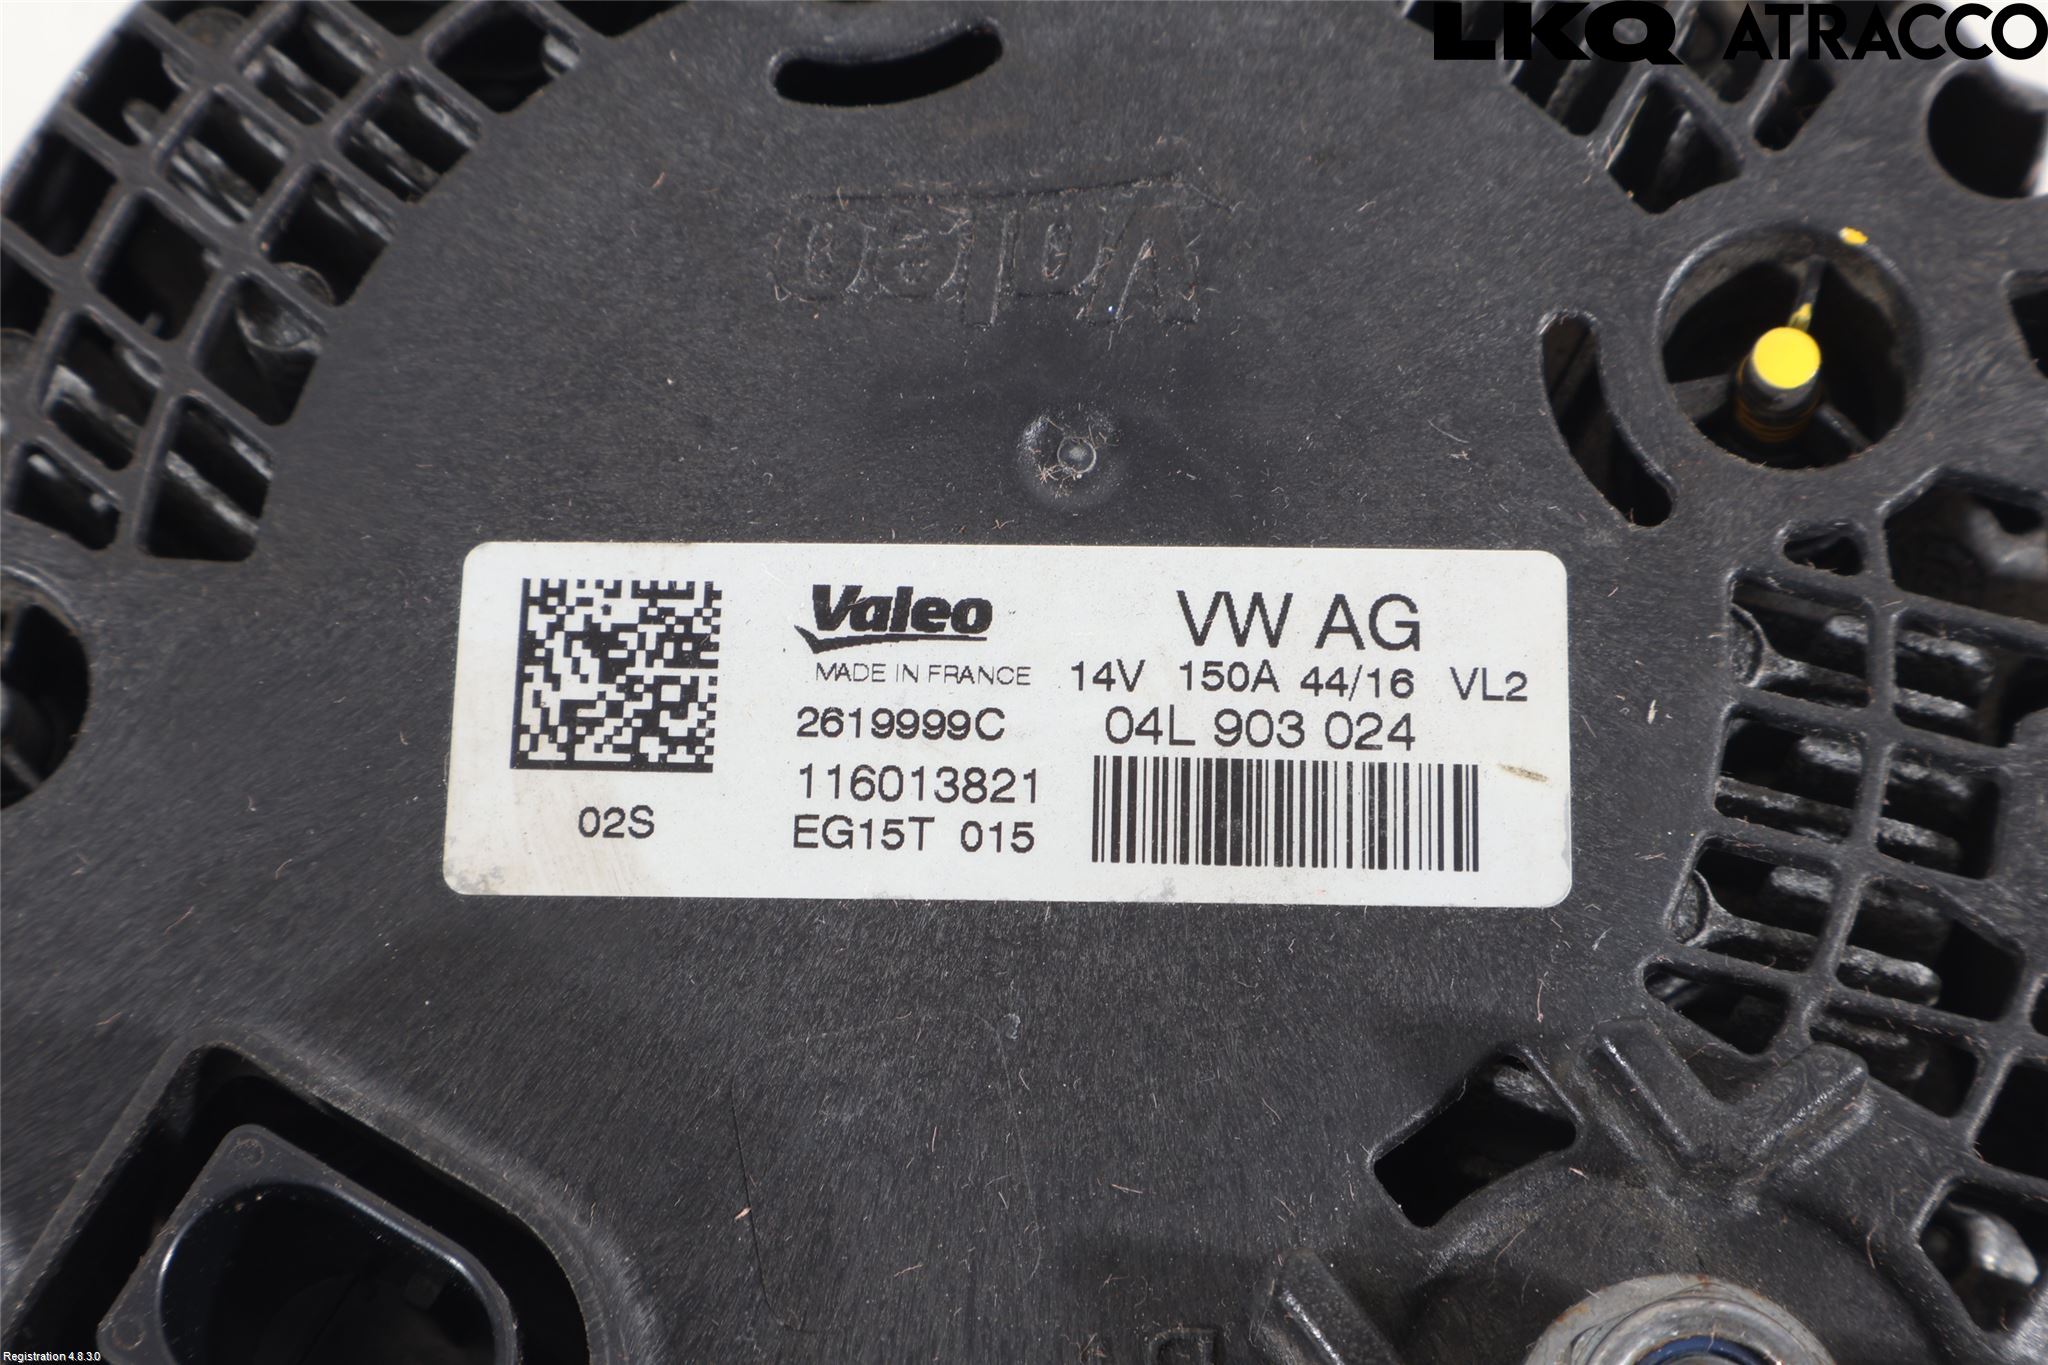 LKQ ATRACCO
Valeo
Valeo VW AG
MADE IN FRANCE 14V 150A 44/16 VL2
2619999C 04L 903 024
116013821
02S EG15T 015
Registration 4.8.3.0